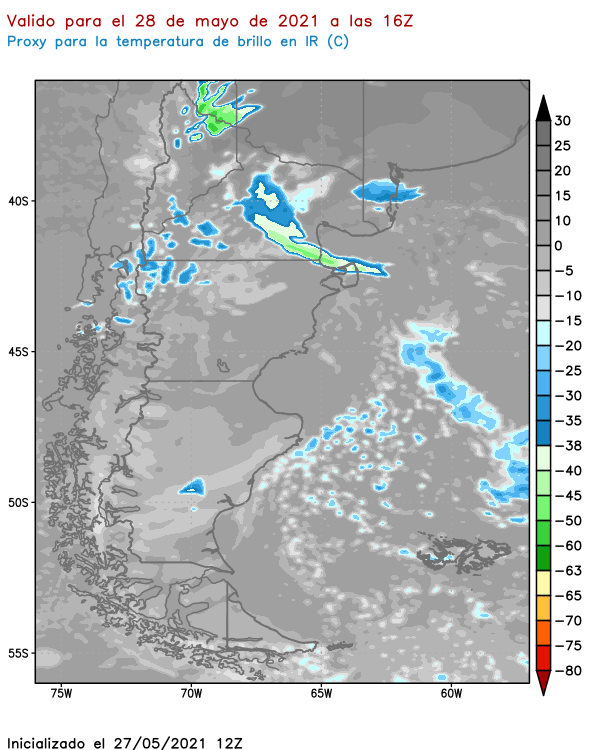 Valido para el 28 de mayo de 2021 a las 16Z
Proxy para la temperatura de brillo en IR (C)
30
25
20
15
10
0
−5
−10
−15
−20
−25
−30
−35
−38
−40
−45
−50
−60
−63
−65
−70
−75
−80
40S
45S
50S
55S
75W 70W 65W 60W
Inicializado el 27/05/2021 12Z